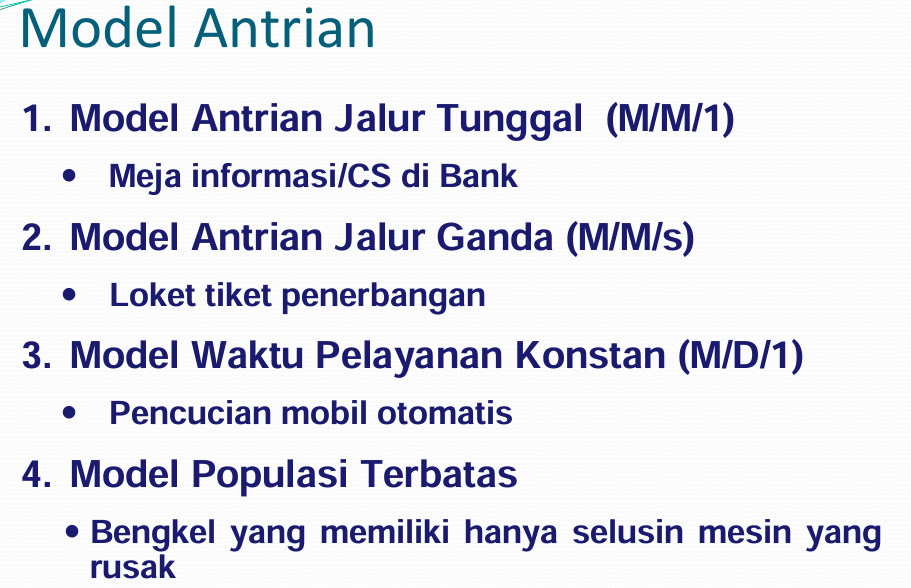 Model Antrian
1. Model Antrian Jalur Tunggal (M/M/1)
• Meja informasi/CS di Bank
2. Model Antrian Jalur Ganda (M/M/s)
• Loket tiket penerbangan
3. Model Waktu Pelayanan Konstan (M/D/1)
• Pencucian mobil otomatis
4. Model Populasi Terbatas
• Bengkel yang memiliki hanya selusin mesin yang
rusak